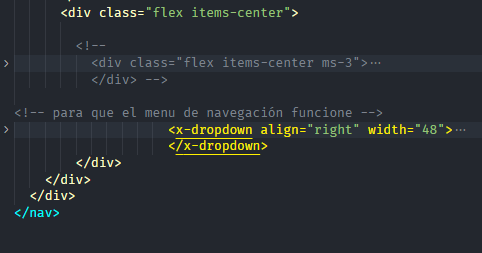 <div class="flex items-center">
<!--
<div class="flex items-center ms-3">···
</div> -->
<!-- para que el menu de navegación funcione -->
<x-dropdown align="right" width="48">···
</x-dropdown>
</div>
</div>
</div>
</nav>